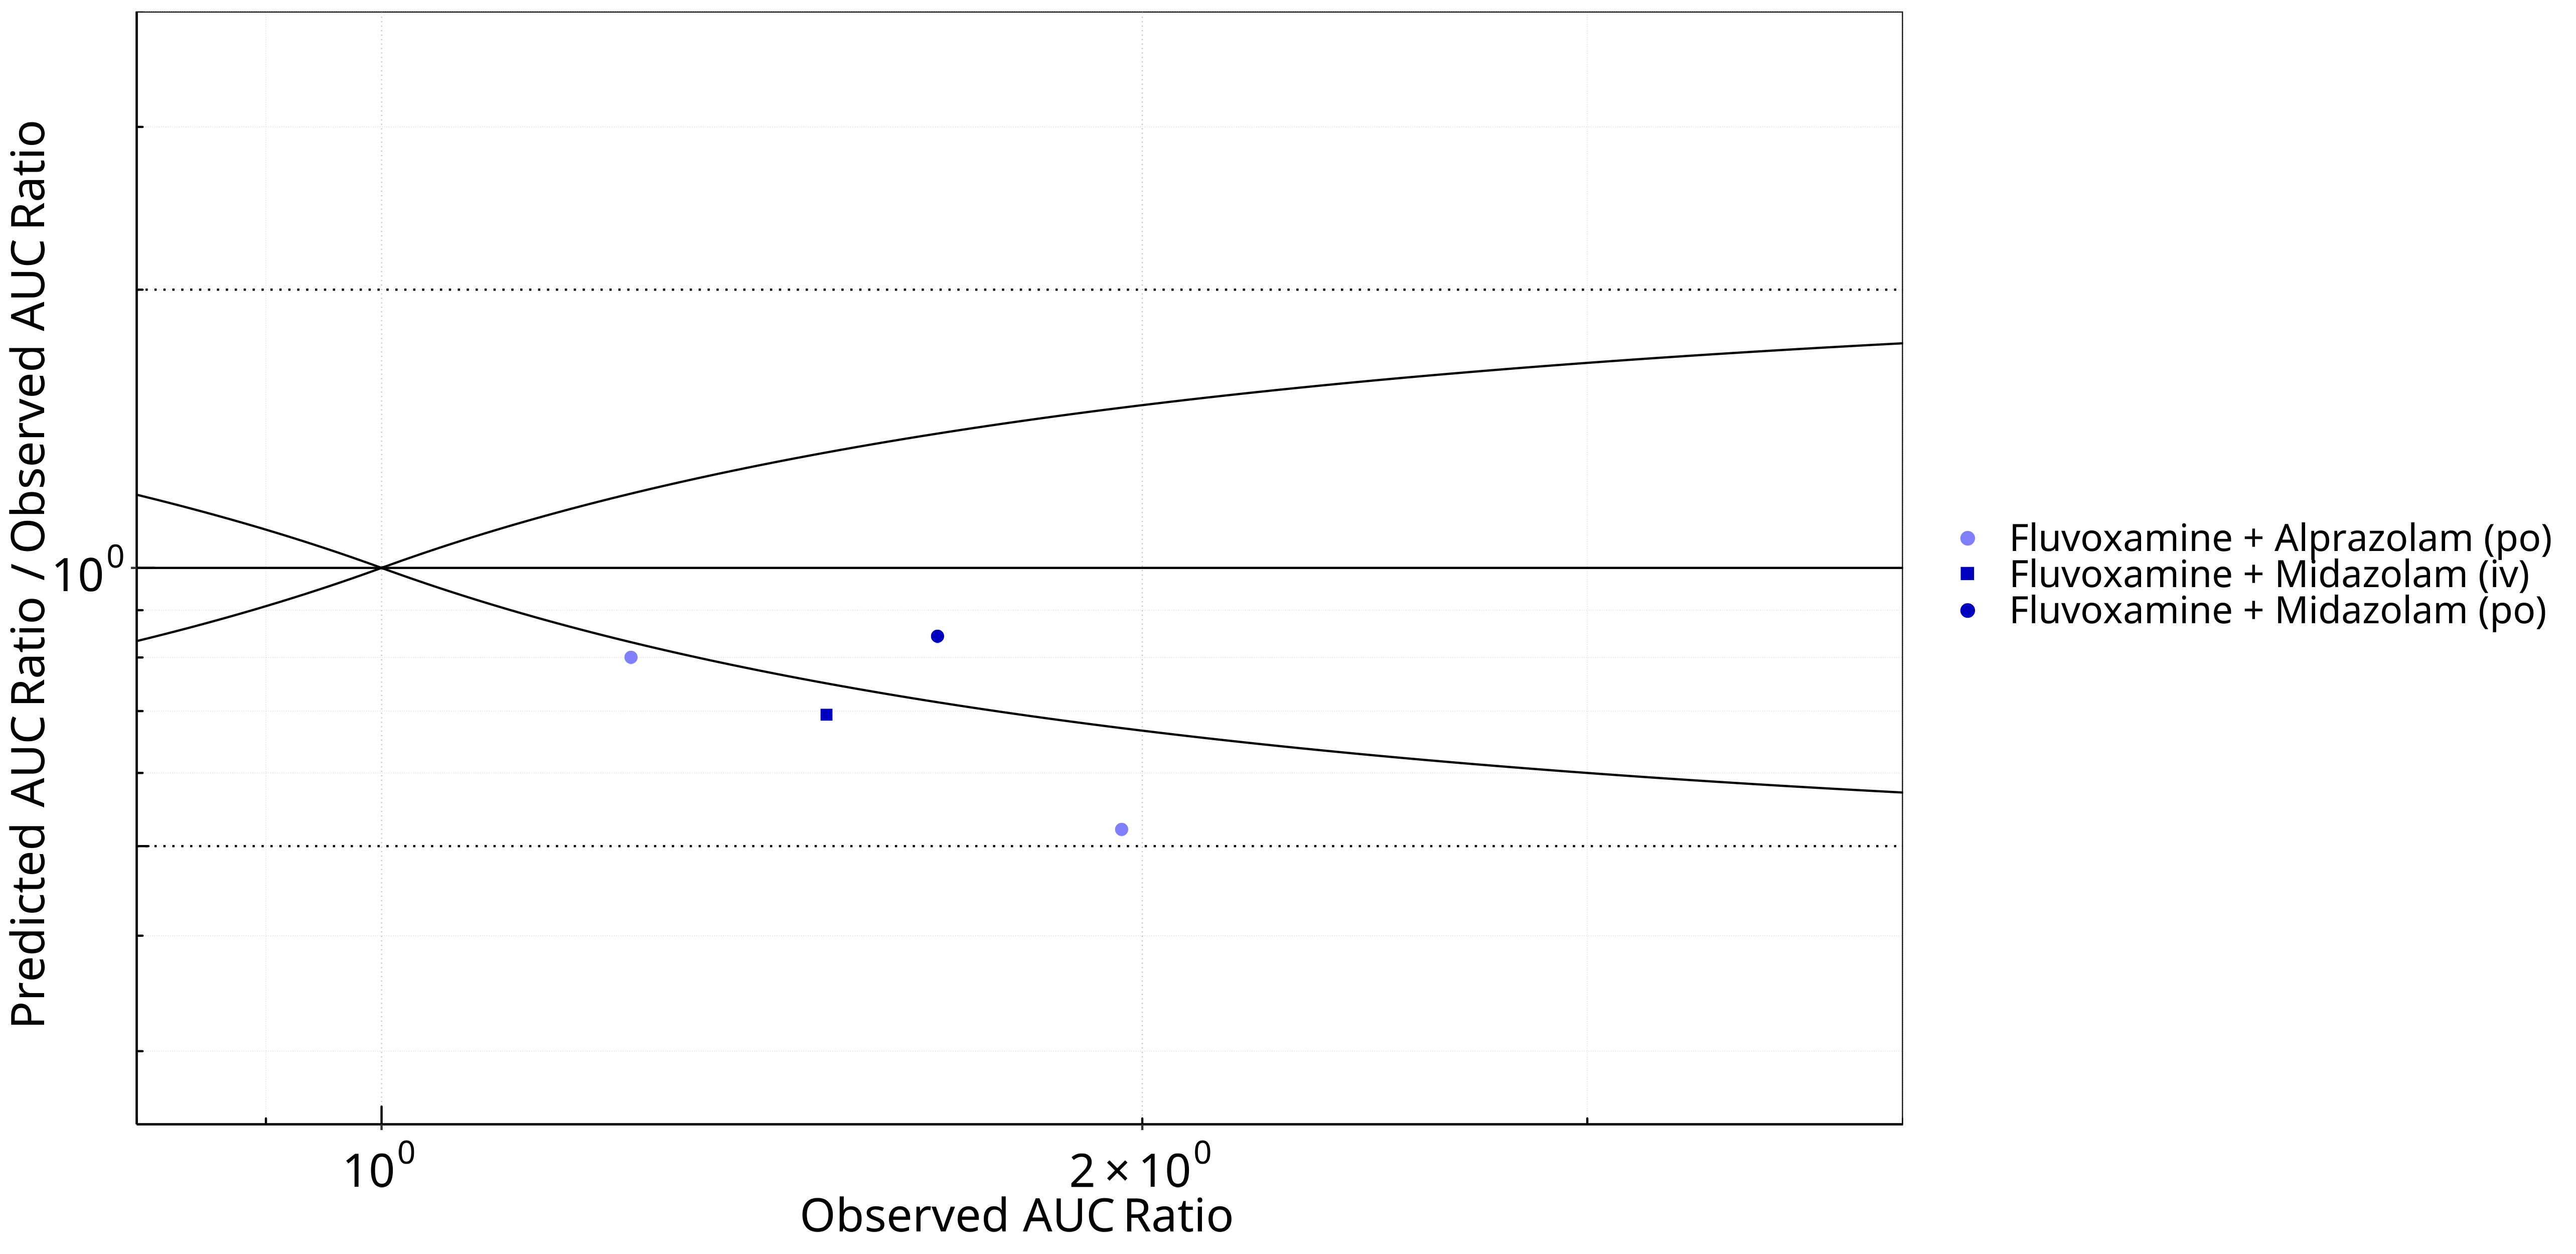 Predicted AUC Ratio / Observed AUC Ratio
10⁰
10⁰
2 × 10⁰
Observed AUC Ratio
Fluvoxamine + Alprazolam (po)
Fluvoxamine + Midazolam (iv)
Fluvoxamine + Midazolam (po)